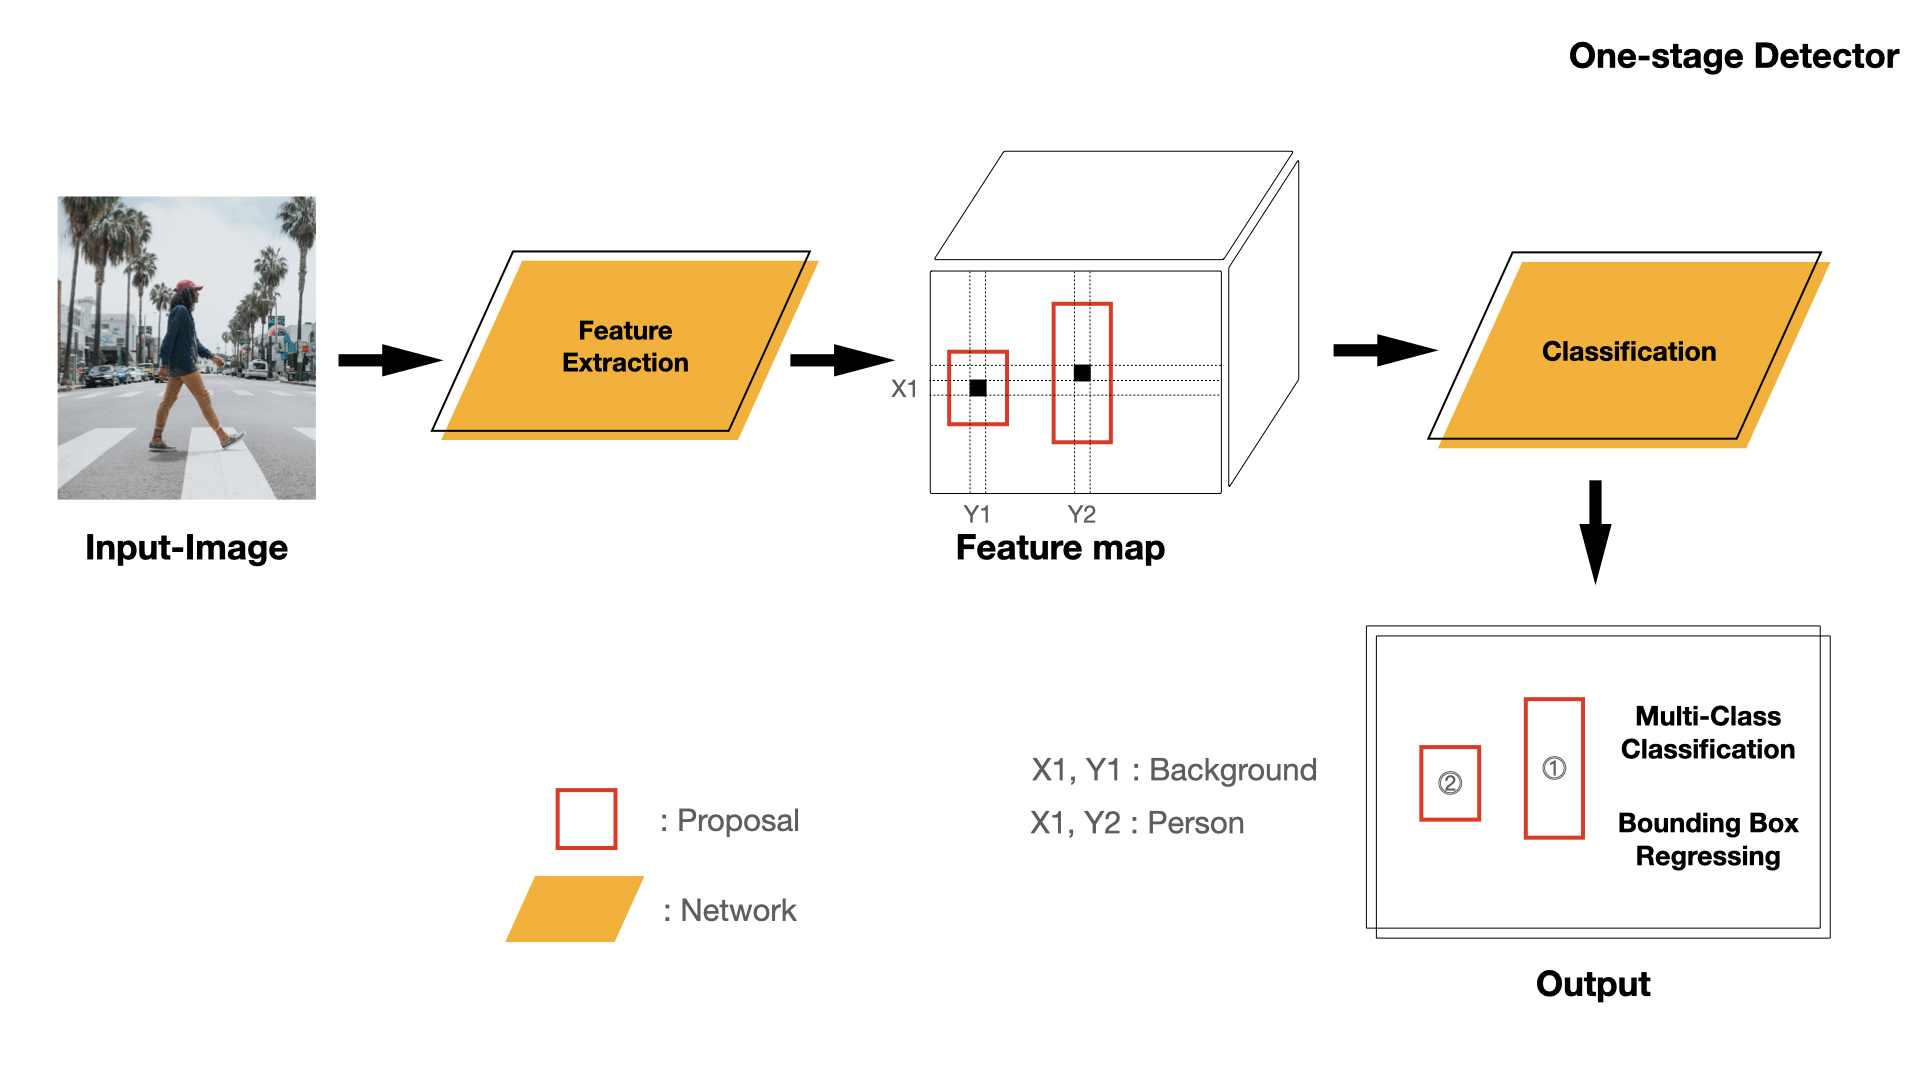 One-stage Detector
Feature
Extraction
Classification
X1
Y1
Y2
Input-Image
Feature map
Multi-Class
Classification
②
①
Bounding Box
Regressing
X1, Y1 : Background
X1, Y2 : Person
: Proposal
: Network
Output